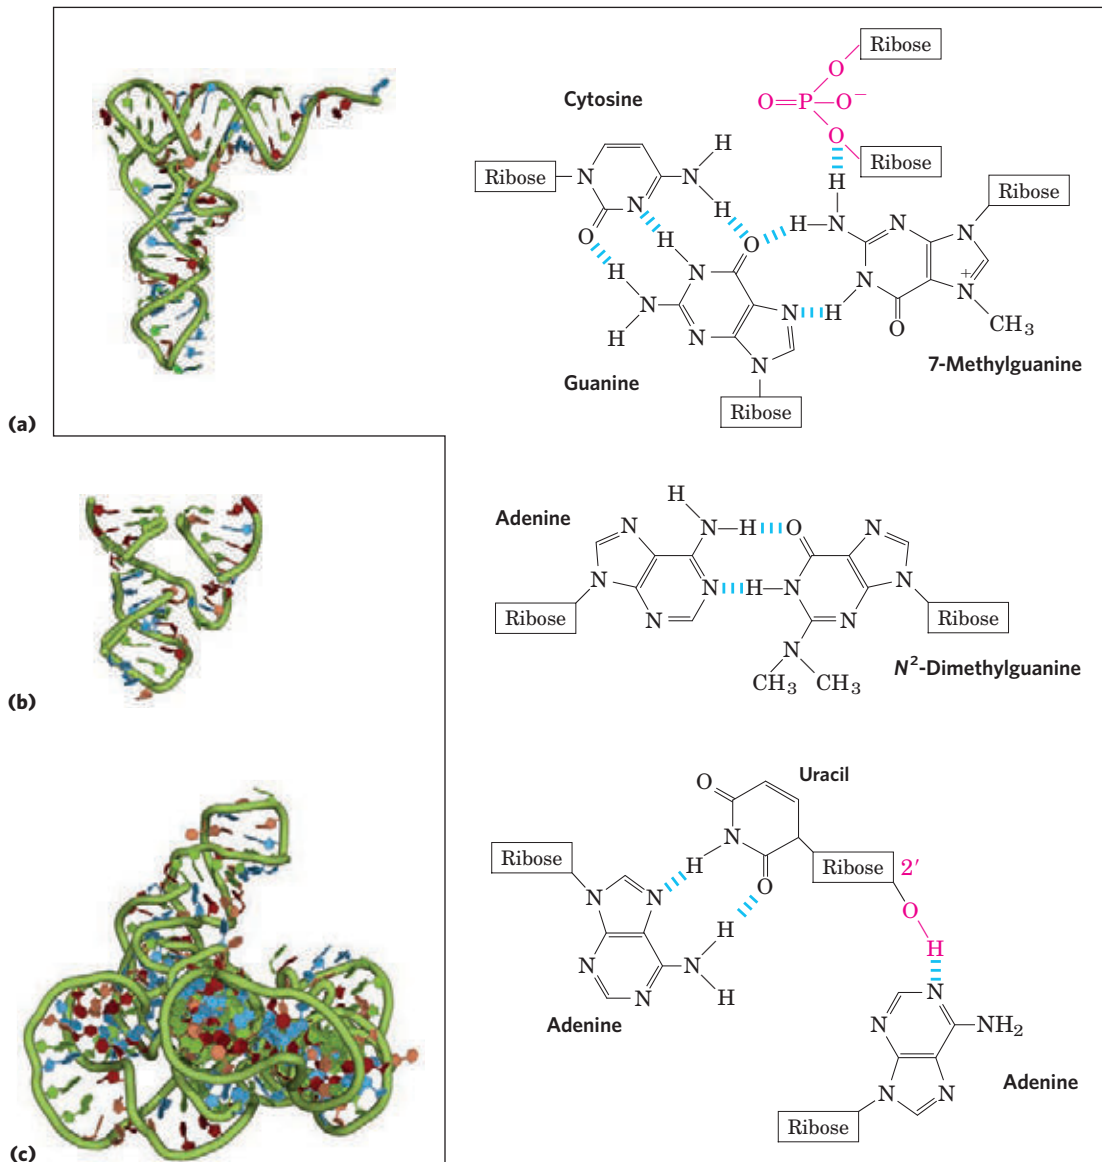 (a)
Cytosine
Ribose
N
O
N
N
H
H
H
H
N
H
H
N
N
O
N
N
Guanine
Ribose
Ribose
O
O=P—O⁻
O
Ribose
H
H—N
N
N
H
N
O
N
+
CH₃
Ribose
7-Methylguanine
(b)
Adenine
H
N
N—H
O
N
N
N
N
H—N
N
N
N
Ribose
N
CH₃
CH₃
Ribose
N²-Dimethylguanine
(c)
Uracil
O
N
H
O
Ribose
2′
O
H
Ribose
N
N
N
N
H
N
H
Adenine
N
N
NH₂
N
N
Adenine
Ribose